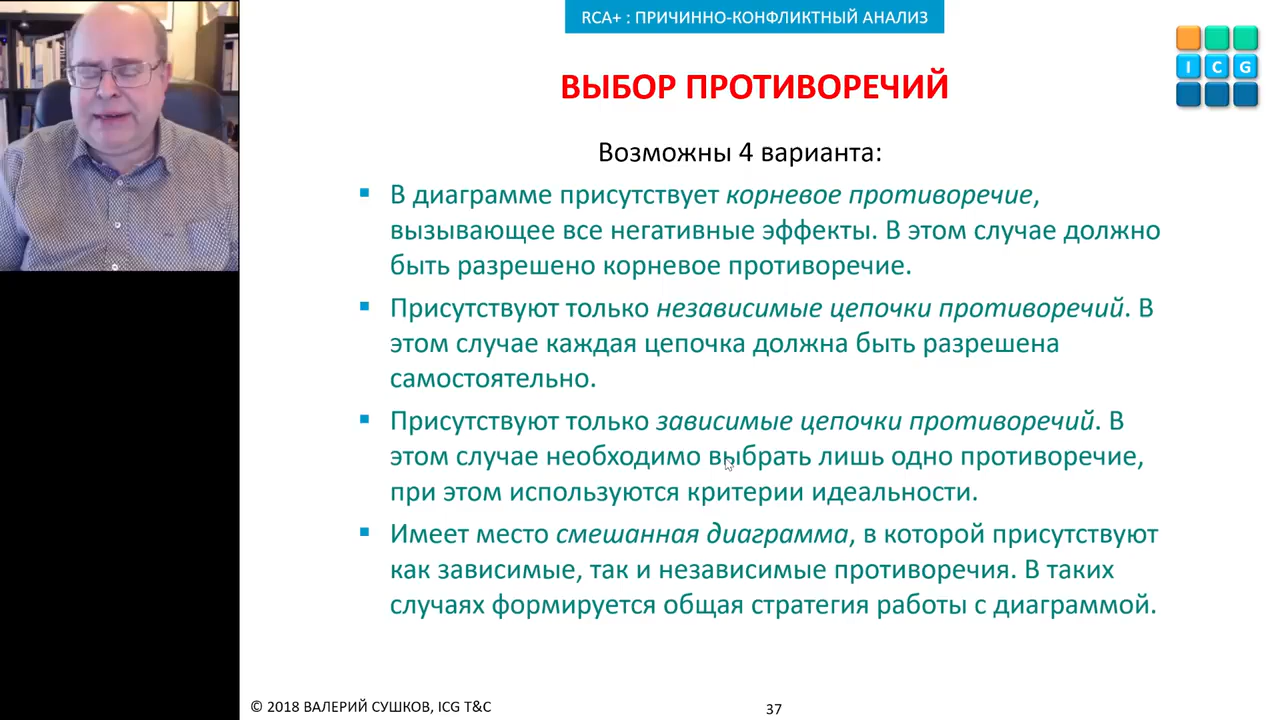 RCA+ : ПРИЧИННО-КОНФЛИКТНЫЙ АНАЛИЗ
I C G
ВЫБОР ПРОТИВОРЕЧИЙ
Возможны 4 варианта:
▪ В диаграмме присутствует корневое противоречие,
вызывающее все негативные эффекты. В этом случае должно
быть разрешено корневое противоречие.
▪ Присутствуют только независимые цепочки противоречий. В
этом случае каждая цепочка должна быть разрешена
самостоятельно.
▪ Присутствуют только зависимые цепочки противоречий. В
этом случае необходимо выбрать лишь одно противоречие,
при этом используются критерии идеальности.
▪ Имеет место смешанная диаграмма, в которой присутствуют
как зависимые, так и независимые противоречия. В таких
случаях формируется общая стратегия работы с диаграммой.
© 2018 ВАЛЕРИЙ СУШКОВ, ICG T&C
37